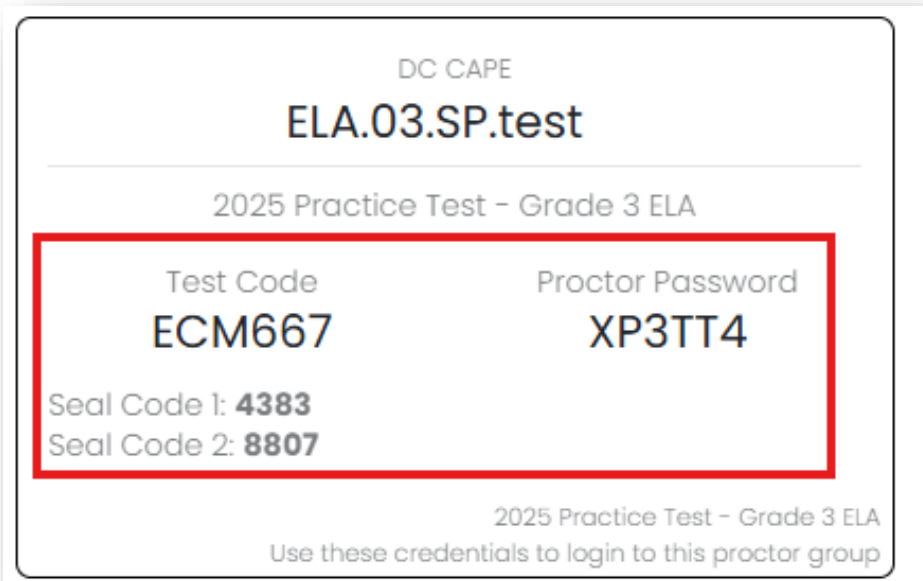 DC CAPE
ELA.03.SP.test
2025 Practice Test - Grade 3 ELA
Test Code Proctor Password
ECM667 XP3TT4
Seal Code 1: 4383
Seal Code 2: 8807
2025 Practice Test - Grade 3 ELA
Use these credentials to login to this proctor group